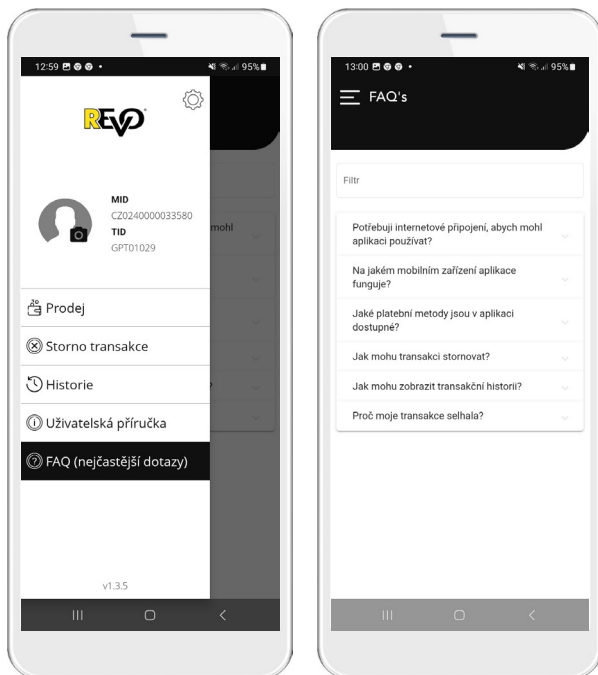 12:59
95%
REVO
MID
CZ0240000033580
TID
GPT01029
mohl
Prodej
Storno transakce
Historie
?
Uživatelská příručka
FAQ (nejčastější dotazy)
v1.3.5
13:00
95%
FAQ's
Filtr
Potřebuji internetové připojení, abych mohl
aplikaci používat?
Na jakém mobilním zařízení aplikace
funguje?
Jaké platební metody jsou v aplikaci
dostupné?
Jak mohu transakci stornovat?
Jak mohu zobrazit transakční historii?
Proč moje transakce selhala?